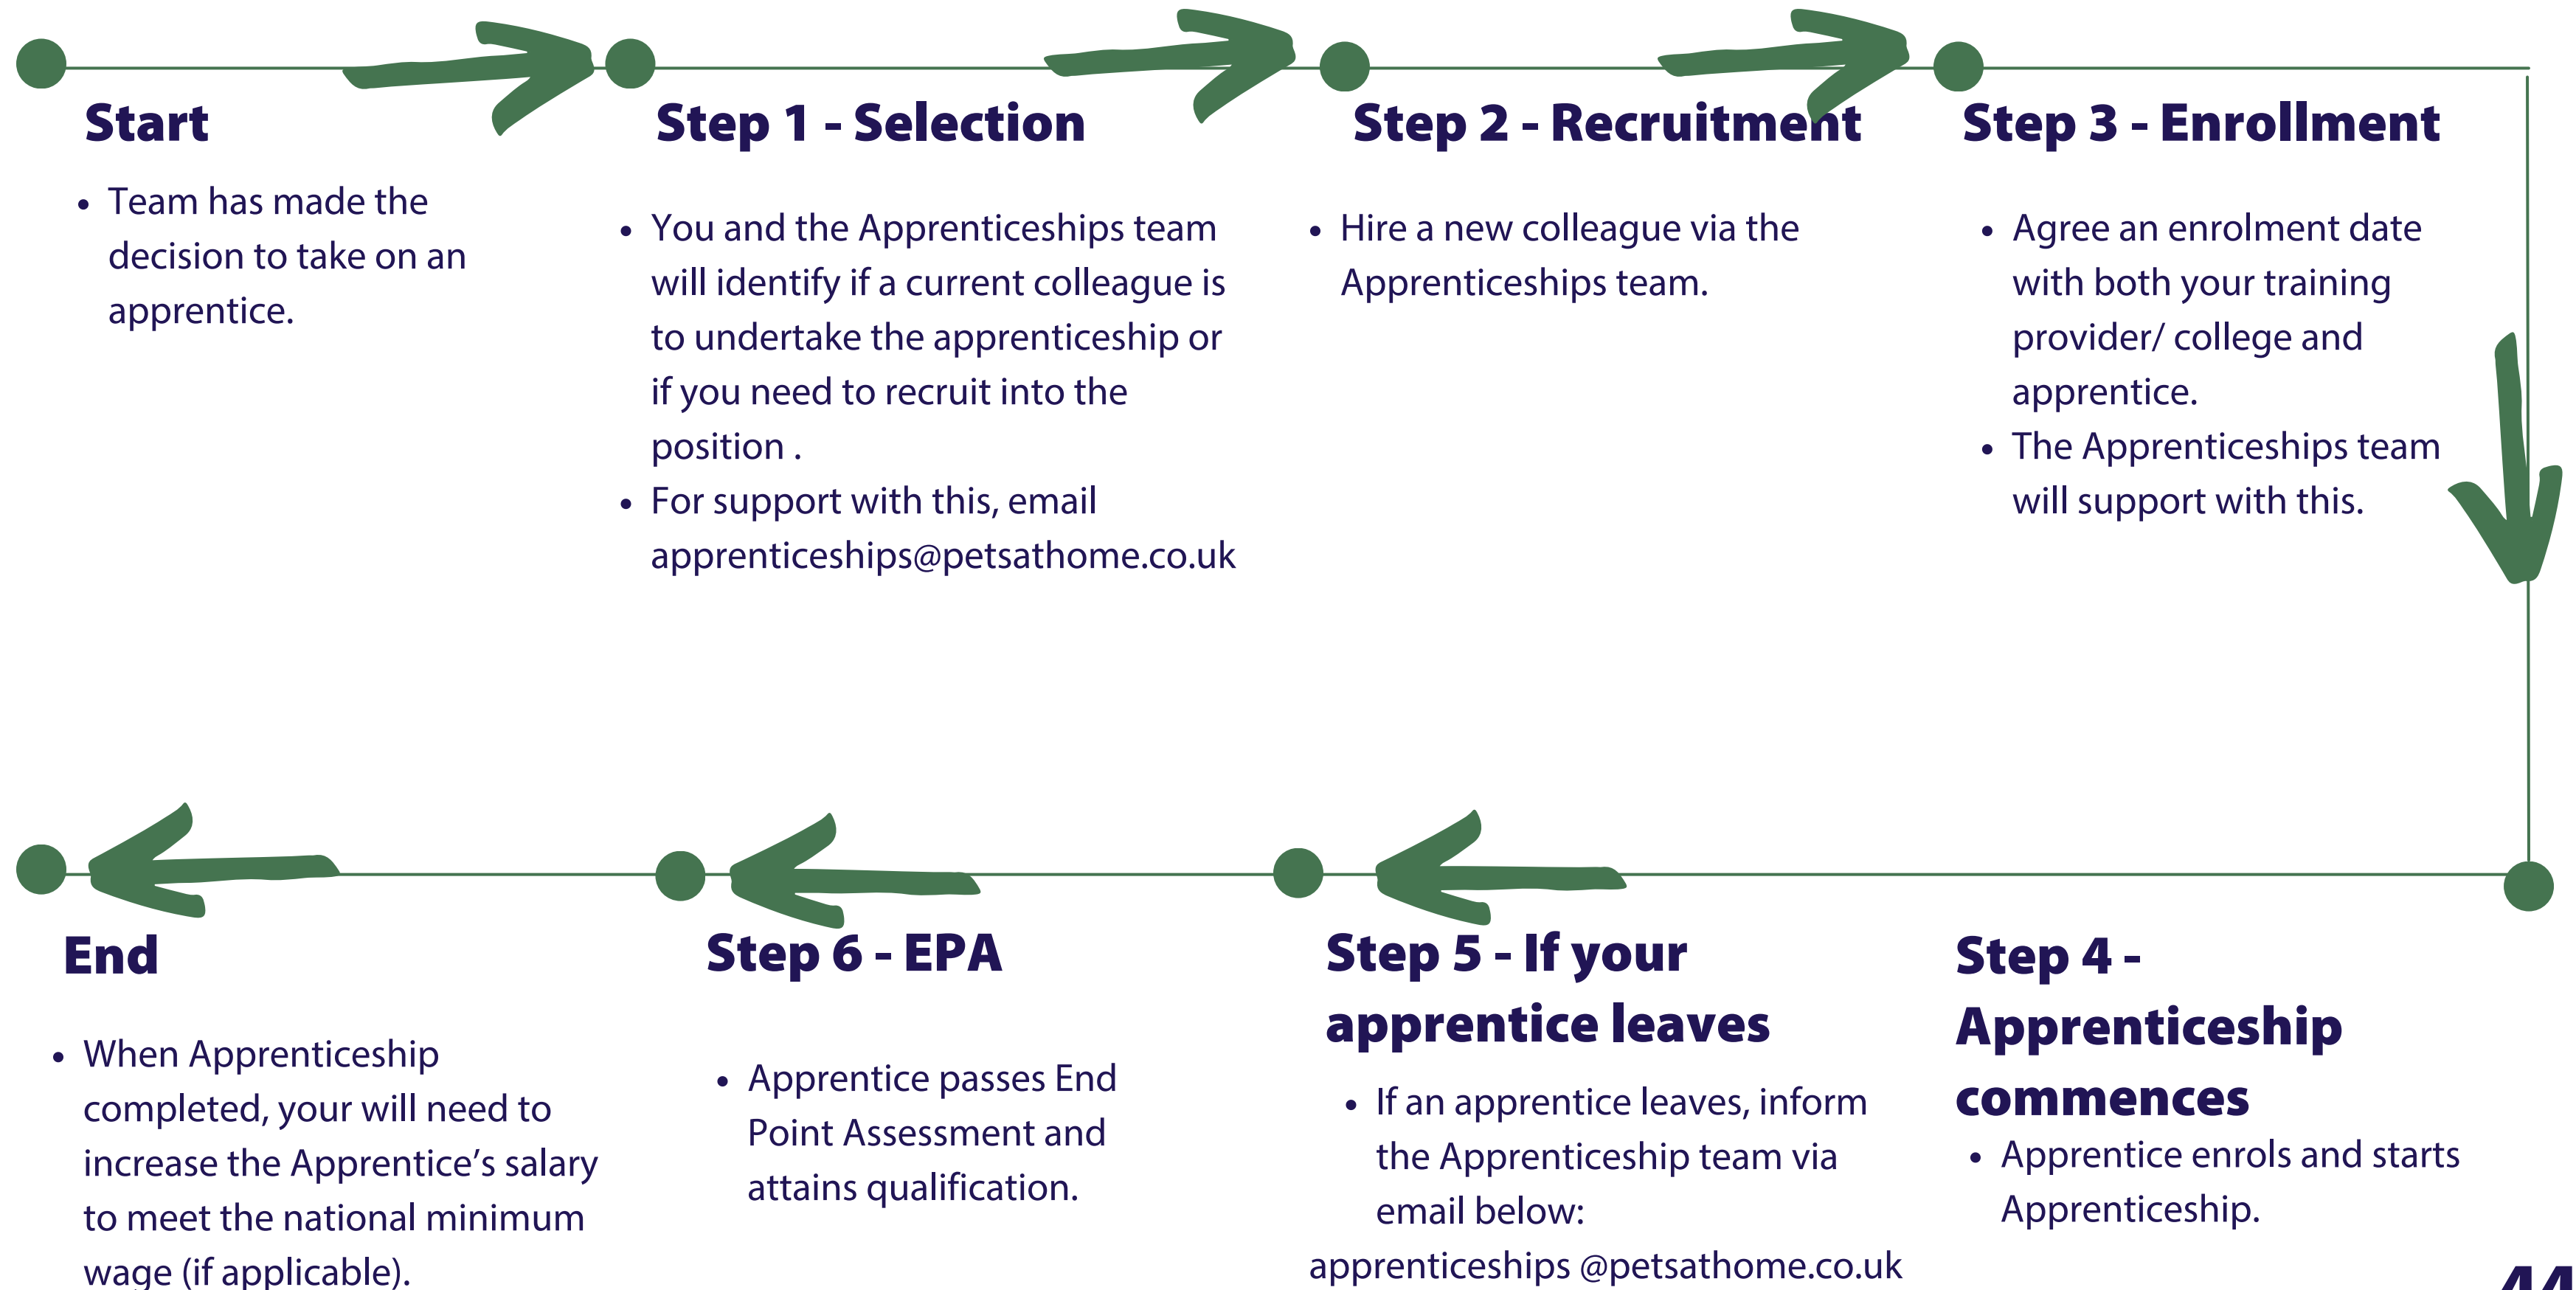 Start
• Team has made the
decision to take on an
apprentice.
Step 1 - Selection
• You and the Apprenticeships team
will identify if a current colleague is
to undertake the apprenticeship or
if you need to recruit into the
position .
• For support with this, email
apprenticeships@petsathome.co.uk
Step 2 - Recruitment
• Hire a new colleague via the
Apprenticeships team.
Step 3 - Enrollment
• Agree an enrolment date
with both your training
provider/ college and
apprentice.
• The Apprenticeships team
will support with this.
Step 4 -
Apprenticeship
commences
• Apprentice enrols and starts
Apprenticeship.
Step 5 - If your
apprentice leaves
• If an apprentice leaves, inform
the Apprenticeship team via
email below:
apprenticeships @petsathome.co.uk
Step 6 - EPA
• Apprentice passes End
Point Assessment and
attains qualification.
End
• When Apprenticeship
completed, your will need to
increase the Apprentice’s salary
to meet the national minimum
wage (if applicable).